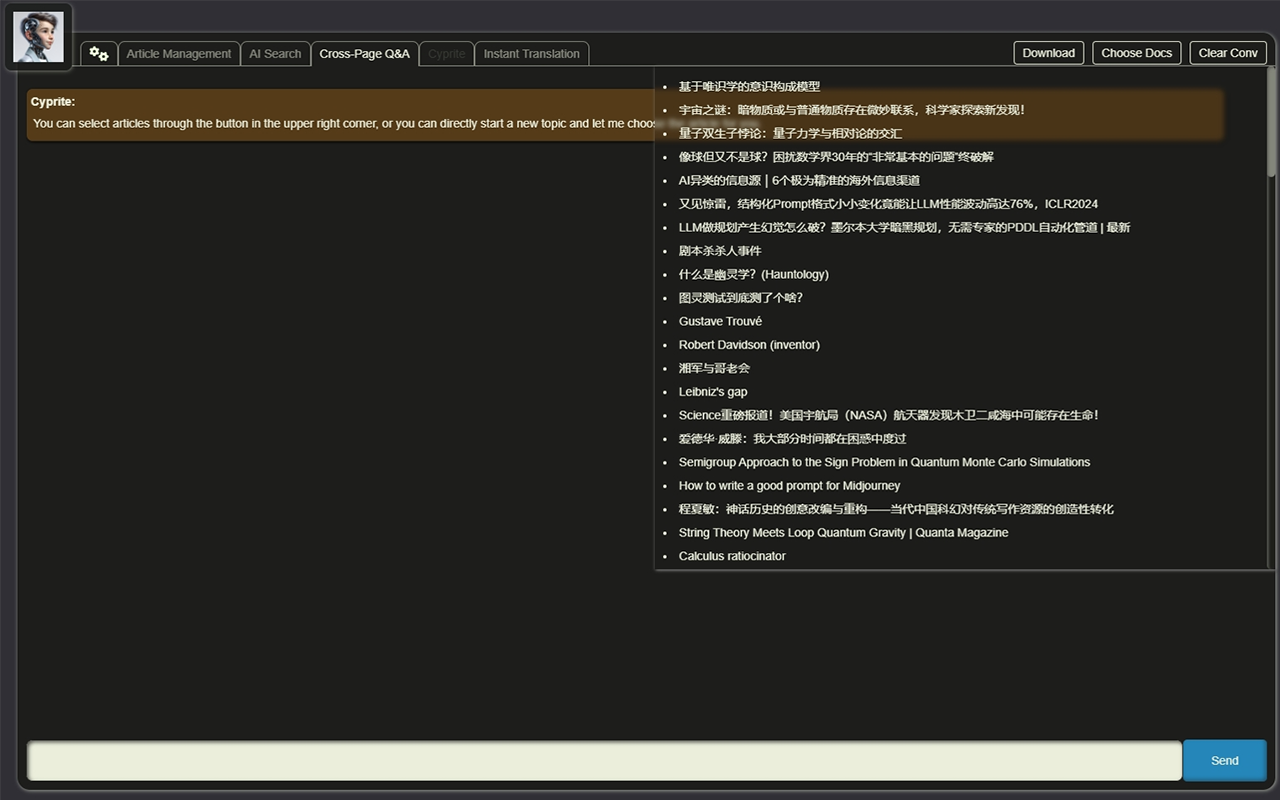 Article Management
AI Search
Cross-Page Q&A
Cyprite
Instant Translation
Download
Choose Docs
Clear Conv
Cyprite:
You can select articles through the button in the upper right corner, or you can directly start a new topic and let me choose
基于唯识学的意识构成模型
宇宙之谜：暗物质或与普通物质存在微妙联系，科学家探索新发现！
量子双生子悖论：量子力学与相对论的交汇
像球但又不是球？困扰数学界30年的“非常基本的问题”终破解
AI异类的信息源 | 6个极为精准的海外信息渠道
又见惊雷，结构化Prompt格式小小变化竟能让LLM性能波动高达76%，ICLR2024
LLM做规划产生幻觉怎么破？墨尔本大学暗黑规划，无需专家的PDDL自动化管道 | 最新
剧本杀杀人事件
什么是幽灵学？(Hauntology)
图灵测试到底测了个啥？
Gustave Trouvé
Robert Davidson (inventor)
湘军与哥老会
Leibniz's gap
Science重磅报道！美国宇航局（NASA）航天器发现木卫二咸海中可能存在生命！
爱德华·威滕：我大部分时间都在困惑中度过
Semigroup Approach to the Sign Problem in Quantum Monte Carlo Simulations
How to write a good prompt for Midjourney
程夏敏：神话历史的创意改编与重构——当代中国科幻对传统写作资源的创造性转化
String Theory Meets Loop Quantum Gravity | Quanta Magazine
Calculus ratiocinator
Send